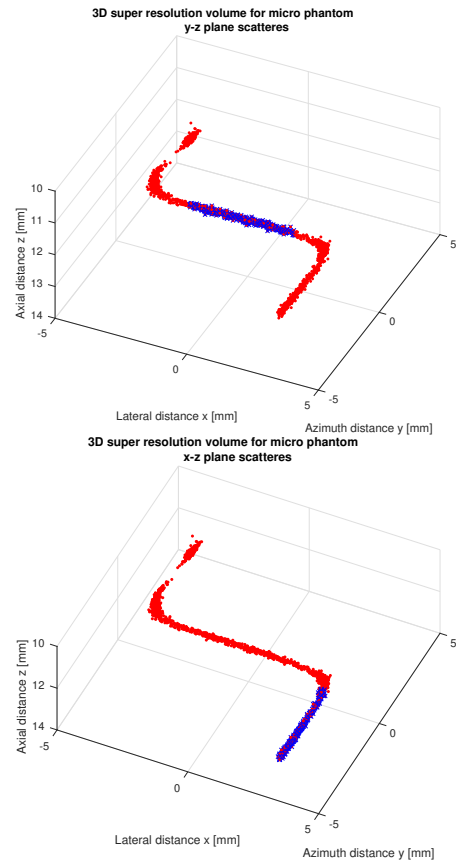 3D super resolution volume for micro phantom
y-z plane scatteres
10
11
12
13
14
Axial distance z [mm]
-5
0
5
Lateral distance x [mm]
-5
0
5
Azimuth distance y [mm]
3D super resolution volume for micro phantom
x-z plane scatteres
10
12
14
Axial distance z [mm]
-5
0
5
Lateral distance x [mm]
-5
0
5
Azimuth distance y [mm]